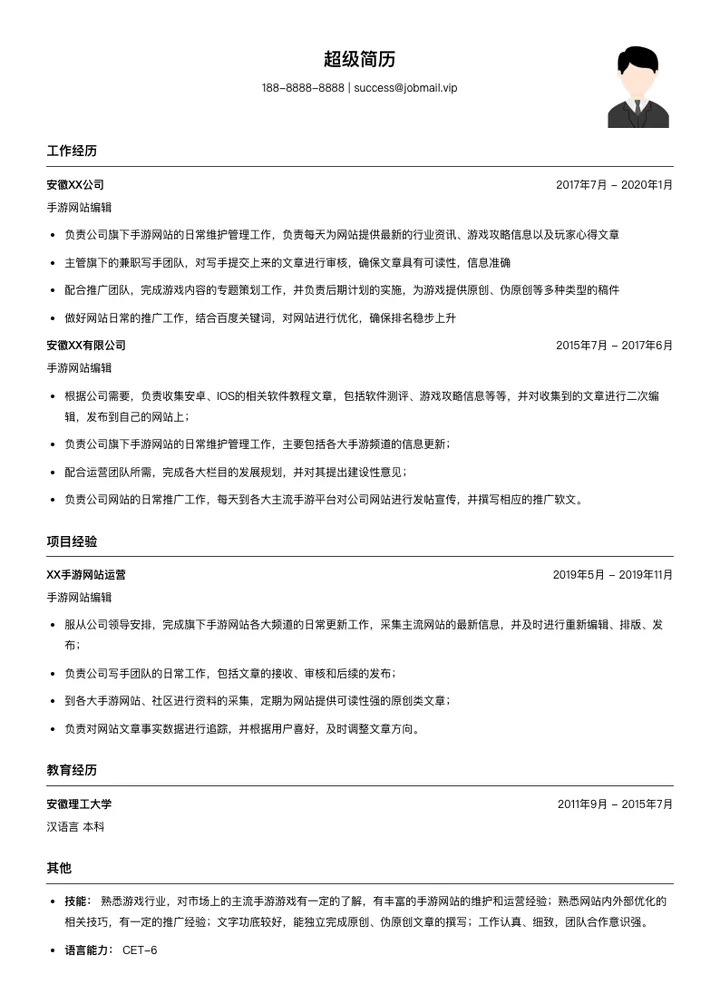 超级简历
188-8888-8888 | success@jobmail.vip
工作经历
安徽XX公司 2017年7月 – 2020年1月
手游网站编辑
• 负责公司旗下手游网站的日常维护管理工作，负责每天为网站提供最新的行业资讯、游戏攻略信息以及玩家心得文章
• 主管旗下的兼职写手团队，对写手提交上来的文章进行审核，确保文章具有可读性，信息准确
• 配合推广团队，完成游戏内容的专题策划工作，并负责后期计划的实施，为游戏提供原创、伪原创等多种类型的稿件
• 做好网站日常的推广工作，结合百度关键词，对网站进行优化，确保排名稳步上升
安徽XX有限公司 2015年7月 – 2017年6月
手游网站编辑
• 根据公司需要，负责收集安卓、IOS的相关软件教程文章，包括软件测评、游戏攻略信息等等，并对收集到的文章进行二次编
辑，发布到自己的网站上；
• 负责公司旗下手游网站的日常维护管理工作，主要包括各大手游频道的信息更新；
• 配合运营团队所需，完成各大栏目的发展规划，并对其提出建设性意见；
• 负责公司网站的日常推广工作，每天到各大主流手游平台对公司网站进行发帖宣传，并撰写相应的推广软文。
项目经验
XX手游网站运营 2019年5月 – 2019年11月
手游网站编辑
• 服从公司领导安排，完成旗下手游网站各大频道的日常更新工作，采集主流网站的最新信息，并及时进行重新编辑、排版、发
布；
• 负责公司写手团队的日常工作，包括文章的接收、审核和后续的发布；
• 到各大手游网站、社区进行资料的采集，定期为网站提供可读性强的原创类文章；
• 负责对网站文章事实数据进行追踪，并根据用户喜好，及时调整文章方向。
教育经历
安徽理工大学 2011年9月 – 2015年7月
汉语言 本科
其他
• 技能： 熟悉游戏行业，对市场上的主流手游游戏有一定的了解，有丰富的手游网站的维护和运营经验；熟悉网站内外部优化的
相关技巧，有一定的推广经验；文字功底较好，能独立完成原创、伪原创文章的撰写；工作认真、细致，团队合作意识强。
• 语言能力： CET-6